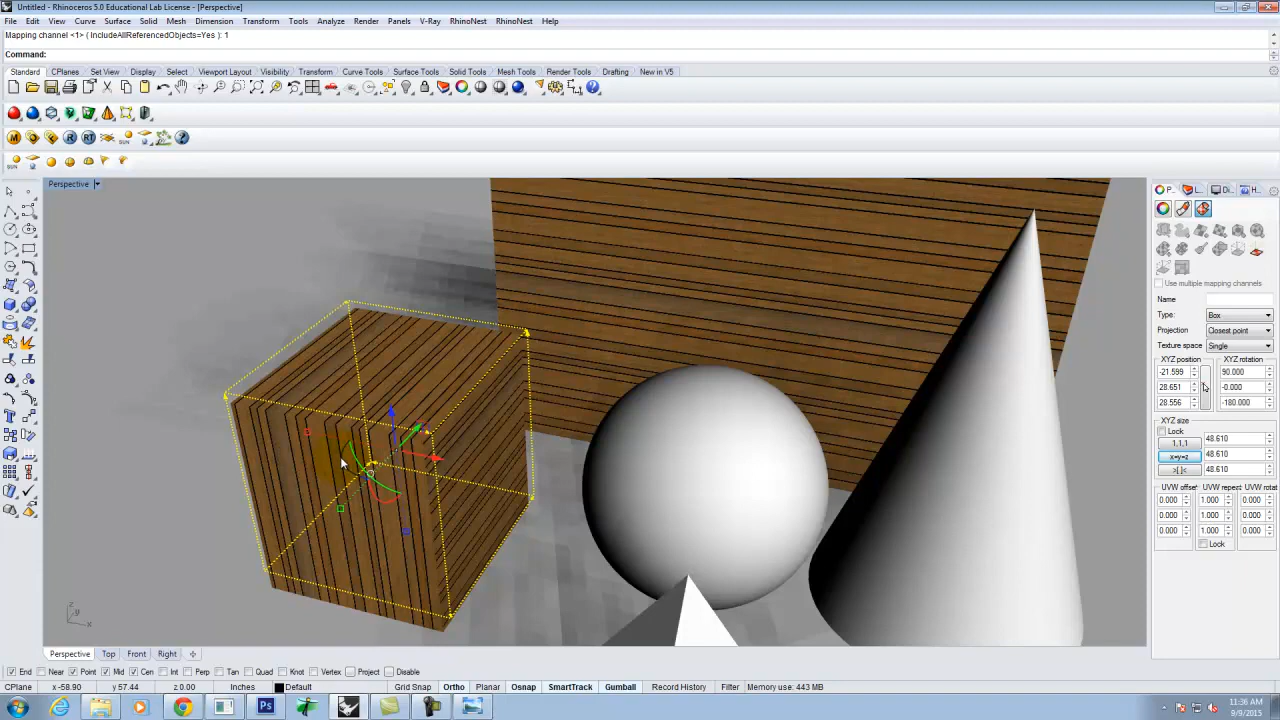 Untitled - Rhinoceros 5.0 Educational Lab License - [Perspective]
File Edit View Curve Surface Solid Mesh Dimension Transform Tools Analyze Render Panels V-Ray RhinoNest RhinoNest Help
Mapping channel <1> ( IncludeAllReferencedObjects=Yes ): 1
Command:
Standard CPlanes Set View Display Select Viewport Layout Visibility Transform Curve Tools Surface Tools Solid Tools Mesh Tools Render Tools Drafting New in V5
M R RT SUN
SUN
Perspective
P... L... Di... H...
Use multiple mapping channels
Name
Type: Box
Projection Closest point
Texture space Single
XYZ position XYZ rotation
-21.599 90.000
28.651 -0.000
28.556 -180.000
XYZ size
Lock
1,1,1 48.610
x=y=z 48.610
>[ ]< 48.610
UVW offset UVW repeat UVW rotat
0.000 1.000 0.000
0.000 1.000 0.000
0.000 1.000 0.000
Lock
z
y
x
Perspective Top Front Right
End Near Point Mid Cen Int Perp Tan Quad Knot Vertex Project Disable
CPlane x -58.90 y 57.44 z 0.00 Inches Default Grid Snap Ortho Planar Osnap SmartTrack Gumball Record History Filter Memory use: 443 MB
Ps
11:36 AM
9/9/2015